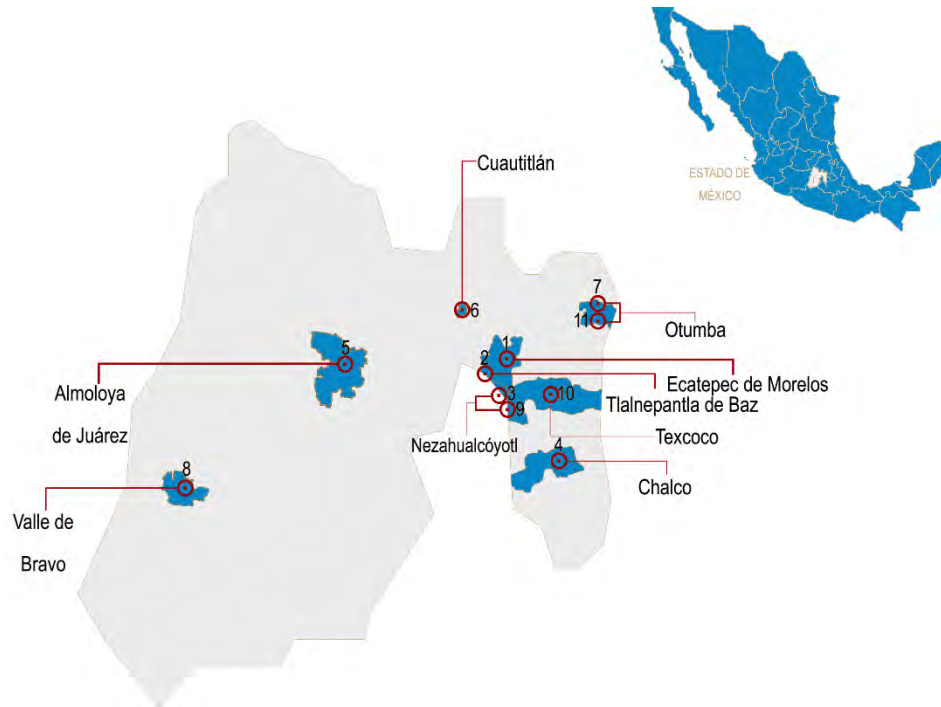 ESTADO DE
MÉXICO
Cuautitlán
6
7
11
Otumba
1
2
Ecatepec de Morelos
Tlalnepantla de Baz
5
Almoloya
de Juárez
3
9
Nezahualcóyotl
10
Texcoco
4
Chalco
8
Valle de
Bravo